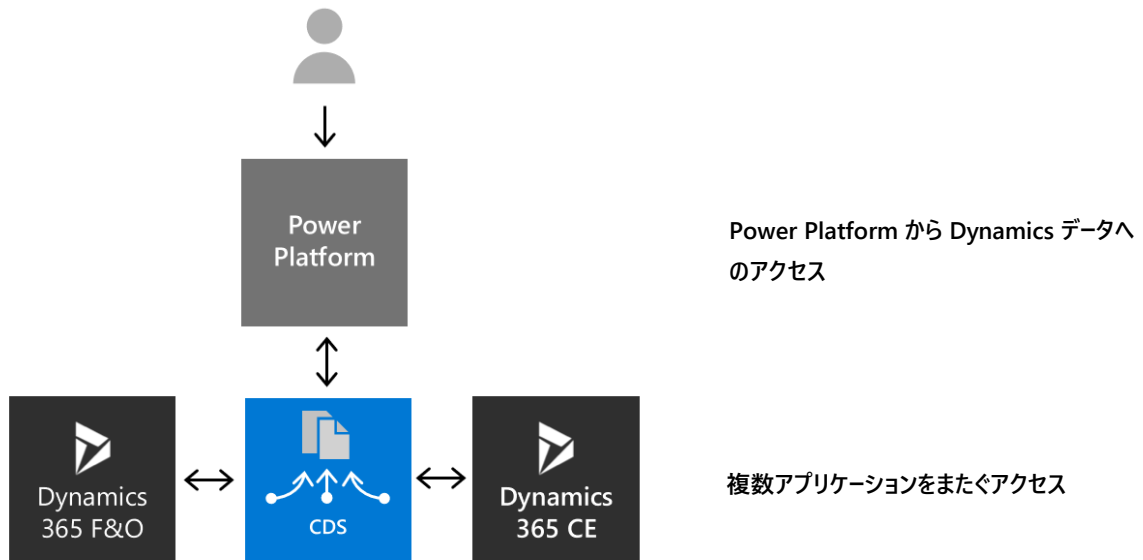 Power
Platform
Power Platform から Dynamics データへ
のアクセス
Dynamics
365 F&O
CDS
Dynamics
365 CE
複数アプリケーションをまたぐアクセス